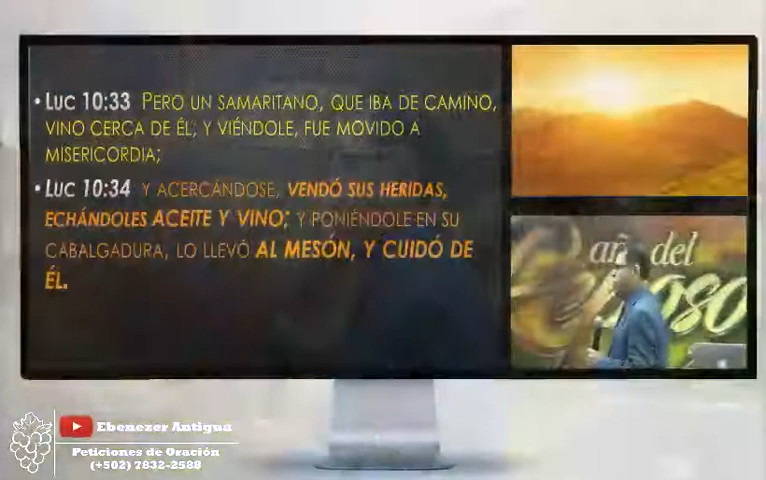 • Luc 10:33 Pero un samaritano, que iba de camino,
vino cerca de él, y viéndole, fue movido a
misericordia;
• Luc 10:34 Y acercándose, vendó sus heridas,
echándoles aceite y vino; y poniéndole en su
cabalgadura, lo llevó al mesón, y cuidó de
él.
año del
Reposo
Ebenezer Antigua
Peticiones de Oración
(+502) 7832-2588